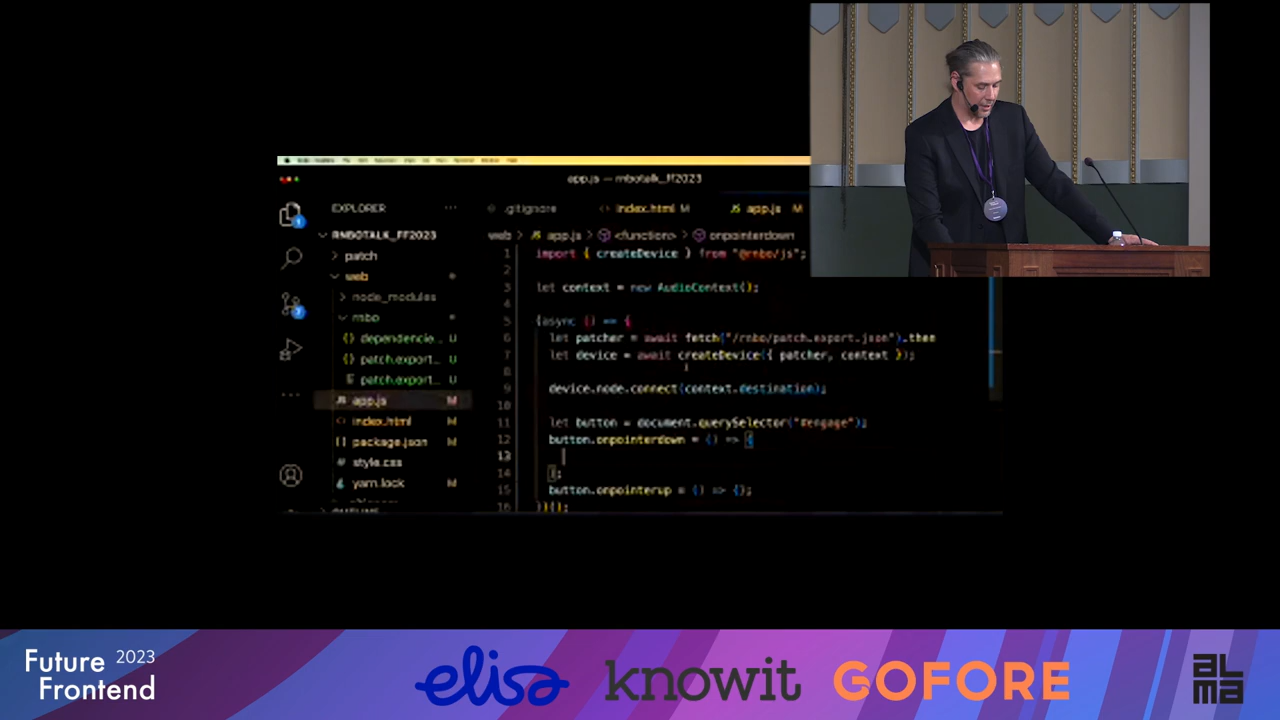 app.js — rnbotalk_ff2023
EXPLORER
.gitignore
index.html M
app.js M
RNBOTALK_FF2023
web > app.js > <function> > onpointerdown
patch
web
node_modules
rnbo
dependencie... U
patch.export... U
patch.export... U
app.js M
index.html M
package.json M
style.css
yarn.lock M
1 import { createDevice } from "@rnbo/js";
2
3 let context = new AudioContext();
4
5 (async () => {
6 let patcher = await fetch("/rnbo/patch.export.json").then
7 let device = await createDevice({ patcher, context });
8
9 device.node.connect(context.destination);
10
11 let button = document.querySelector("#engage");
12 button.onpointerdown = () => {
13
14 };
15 button.onpointerup = () => {};
16 })();
Future 2023
Frontend
elisa
knowit
GOFORE
ALMA